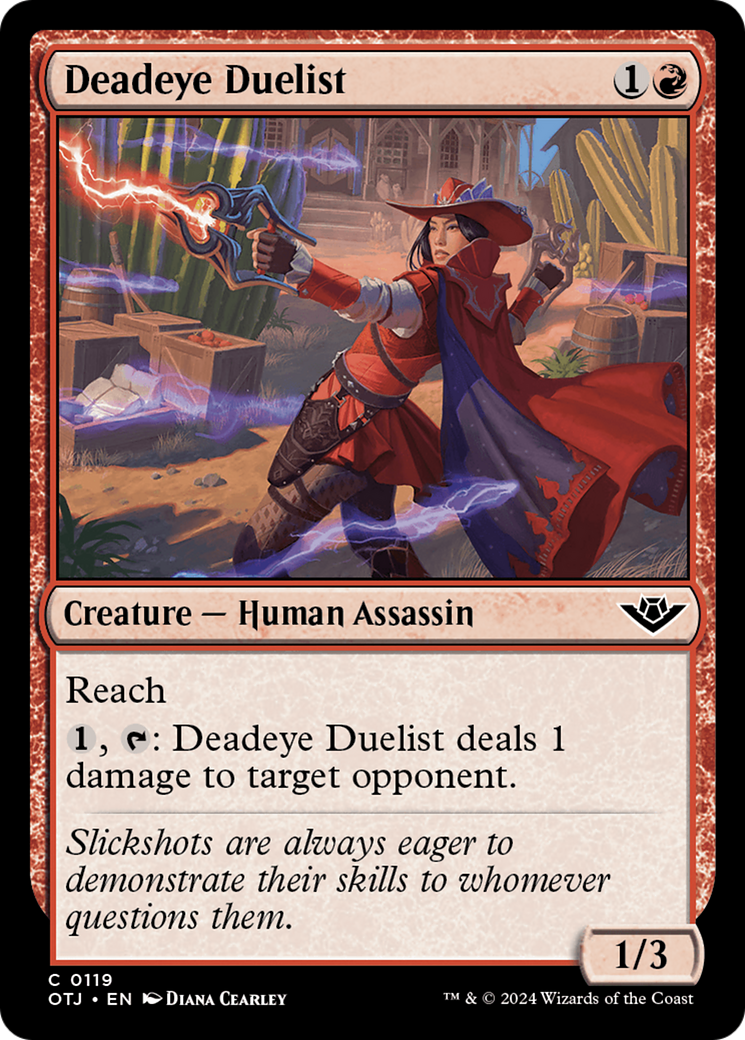 Deadeye Duelist 1
Creature — Human Assassin
Reach
1, : Deadeye Duelist deals 1
damage to target opponent.
Slickshots are always eager to
demonstrate their skills to whomever
questions them.
1/3
C 0119
OTJ • EN Diana Cearley
™ & © 2024 Wizards of the Coast